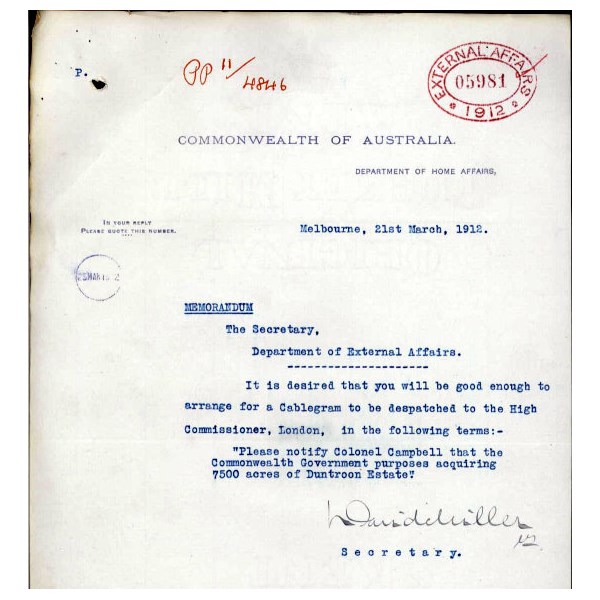 P.
PP 11/4846
EXTERNAL AFFAIRS
05981
1912
COMMONWEALTH OF AUSTRALIA.
DEPARTMENT OF HOME AFFAIRS,
Melbourne, 21st March, 1912.
IN YOUR REPLY
PLEASE QUOTE THIS NUMBER.
MEMORANDUM
The Secretary,
Department of External Affairs.
--------------------
It is desired that you will be good enough to
arrange for a Cablegram to be despatched to the High
Commissioner, London, in the following terms:-
"Please notify Colonel Campbell that the
Commonwealth Government purposes acquiring
7500 acres of Duntroon Estate"
David Miller
Secretary.